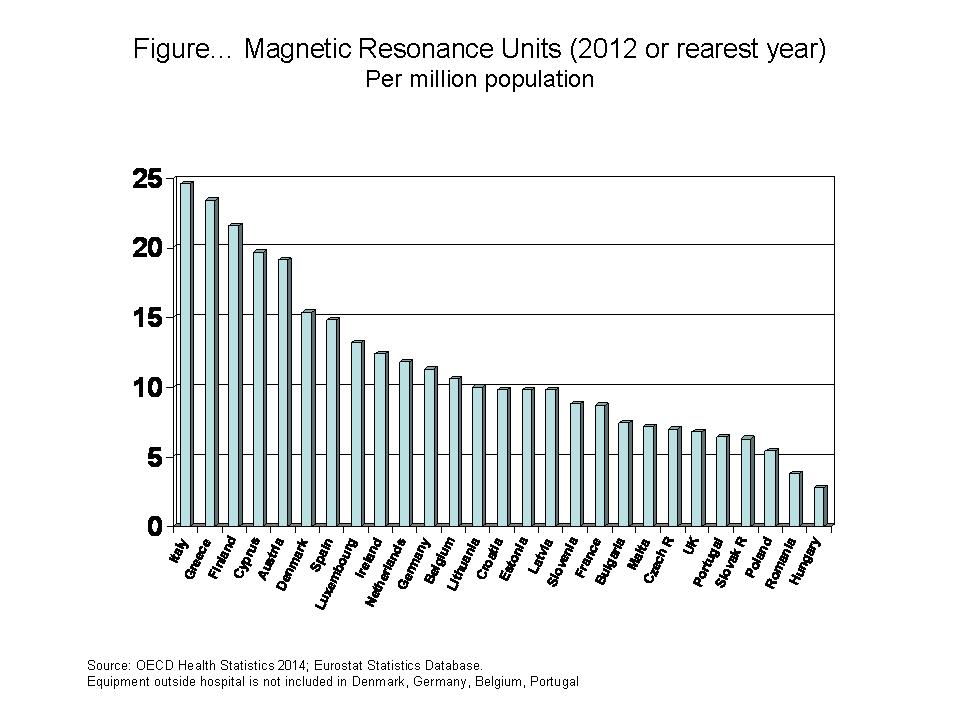 Figure... Magnetic Resonance Units (2012 or rearest year)
Per million population
25
20
15
10
5
0
Italy
Greece
Finland
Cyprus
Austria
Denmark
Spain
Luxembourg
Ireland
Netherlands
Germany
Belgium
Lithuania
Croatia
Estonia
Latvia
Slovenia
France
Bulgaria
Malta
Czech R
UK
Portugal
Slovak R
Poland
Romania
Hungary
Source: OECD Health Statistics 2014; Eurostat Statistics Database.
Equipment outside hospital is not included in Denmark, Germany, Belgium, Portugal